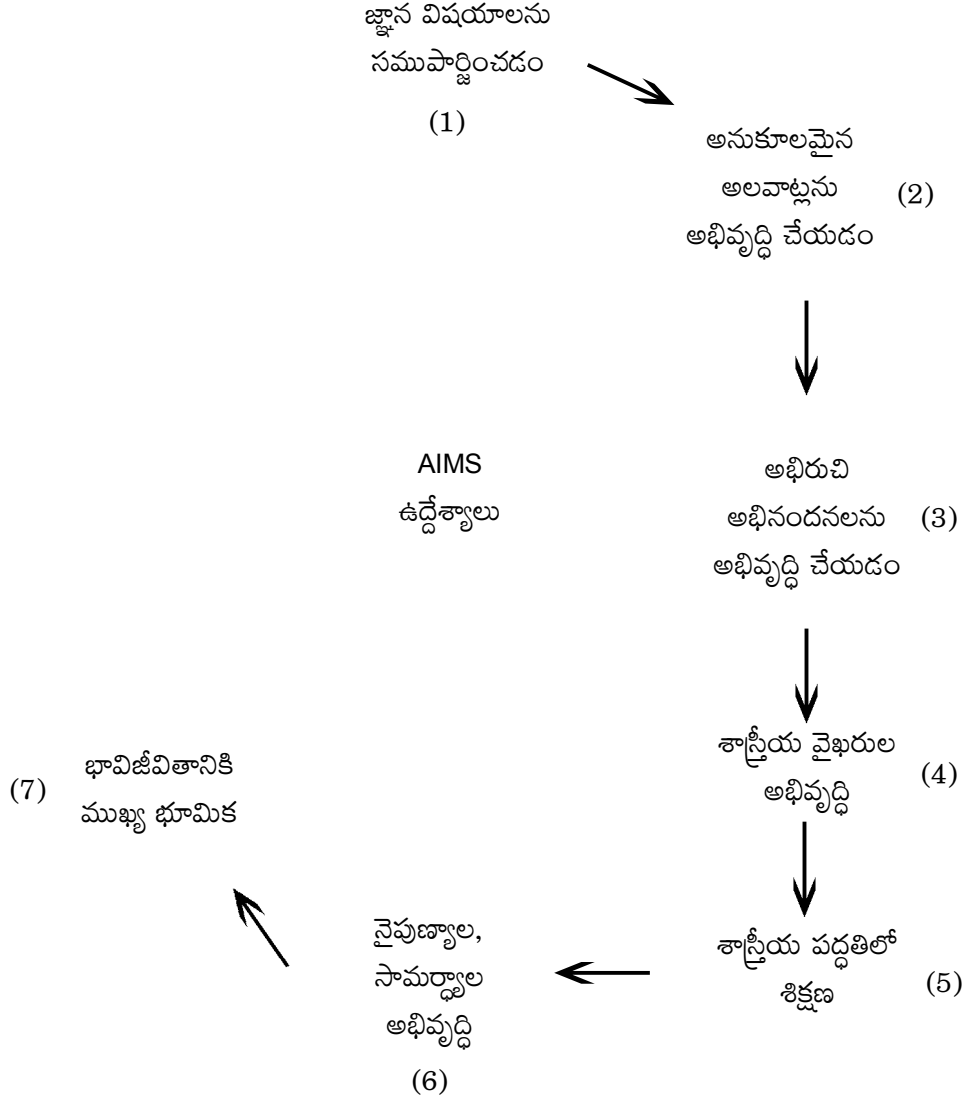 జ్ఞాన విషయాలను
సముపార్జించడం
(1)
అనుకూలమైన
అలవాట్లను (2)
అభివృద్ధి చేయడం
AIMS
ఉద్దేశ్యాలు
అభిరుచి
అభినందనలను (3)
అభివృద్ధి చేయడం
శాస్త్రీయ వైఖరుల
అభివృద్ధి (4)
శాస్త్రీయ పద్ధతిలో
శిక్షణ (5)
నైపుణ్యాల,
సామర్ధ్యాల
అభివృద్ధి
(6)
(7) భావిజీవితానికి
ముఖ్య భూమిక